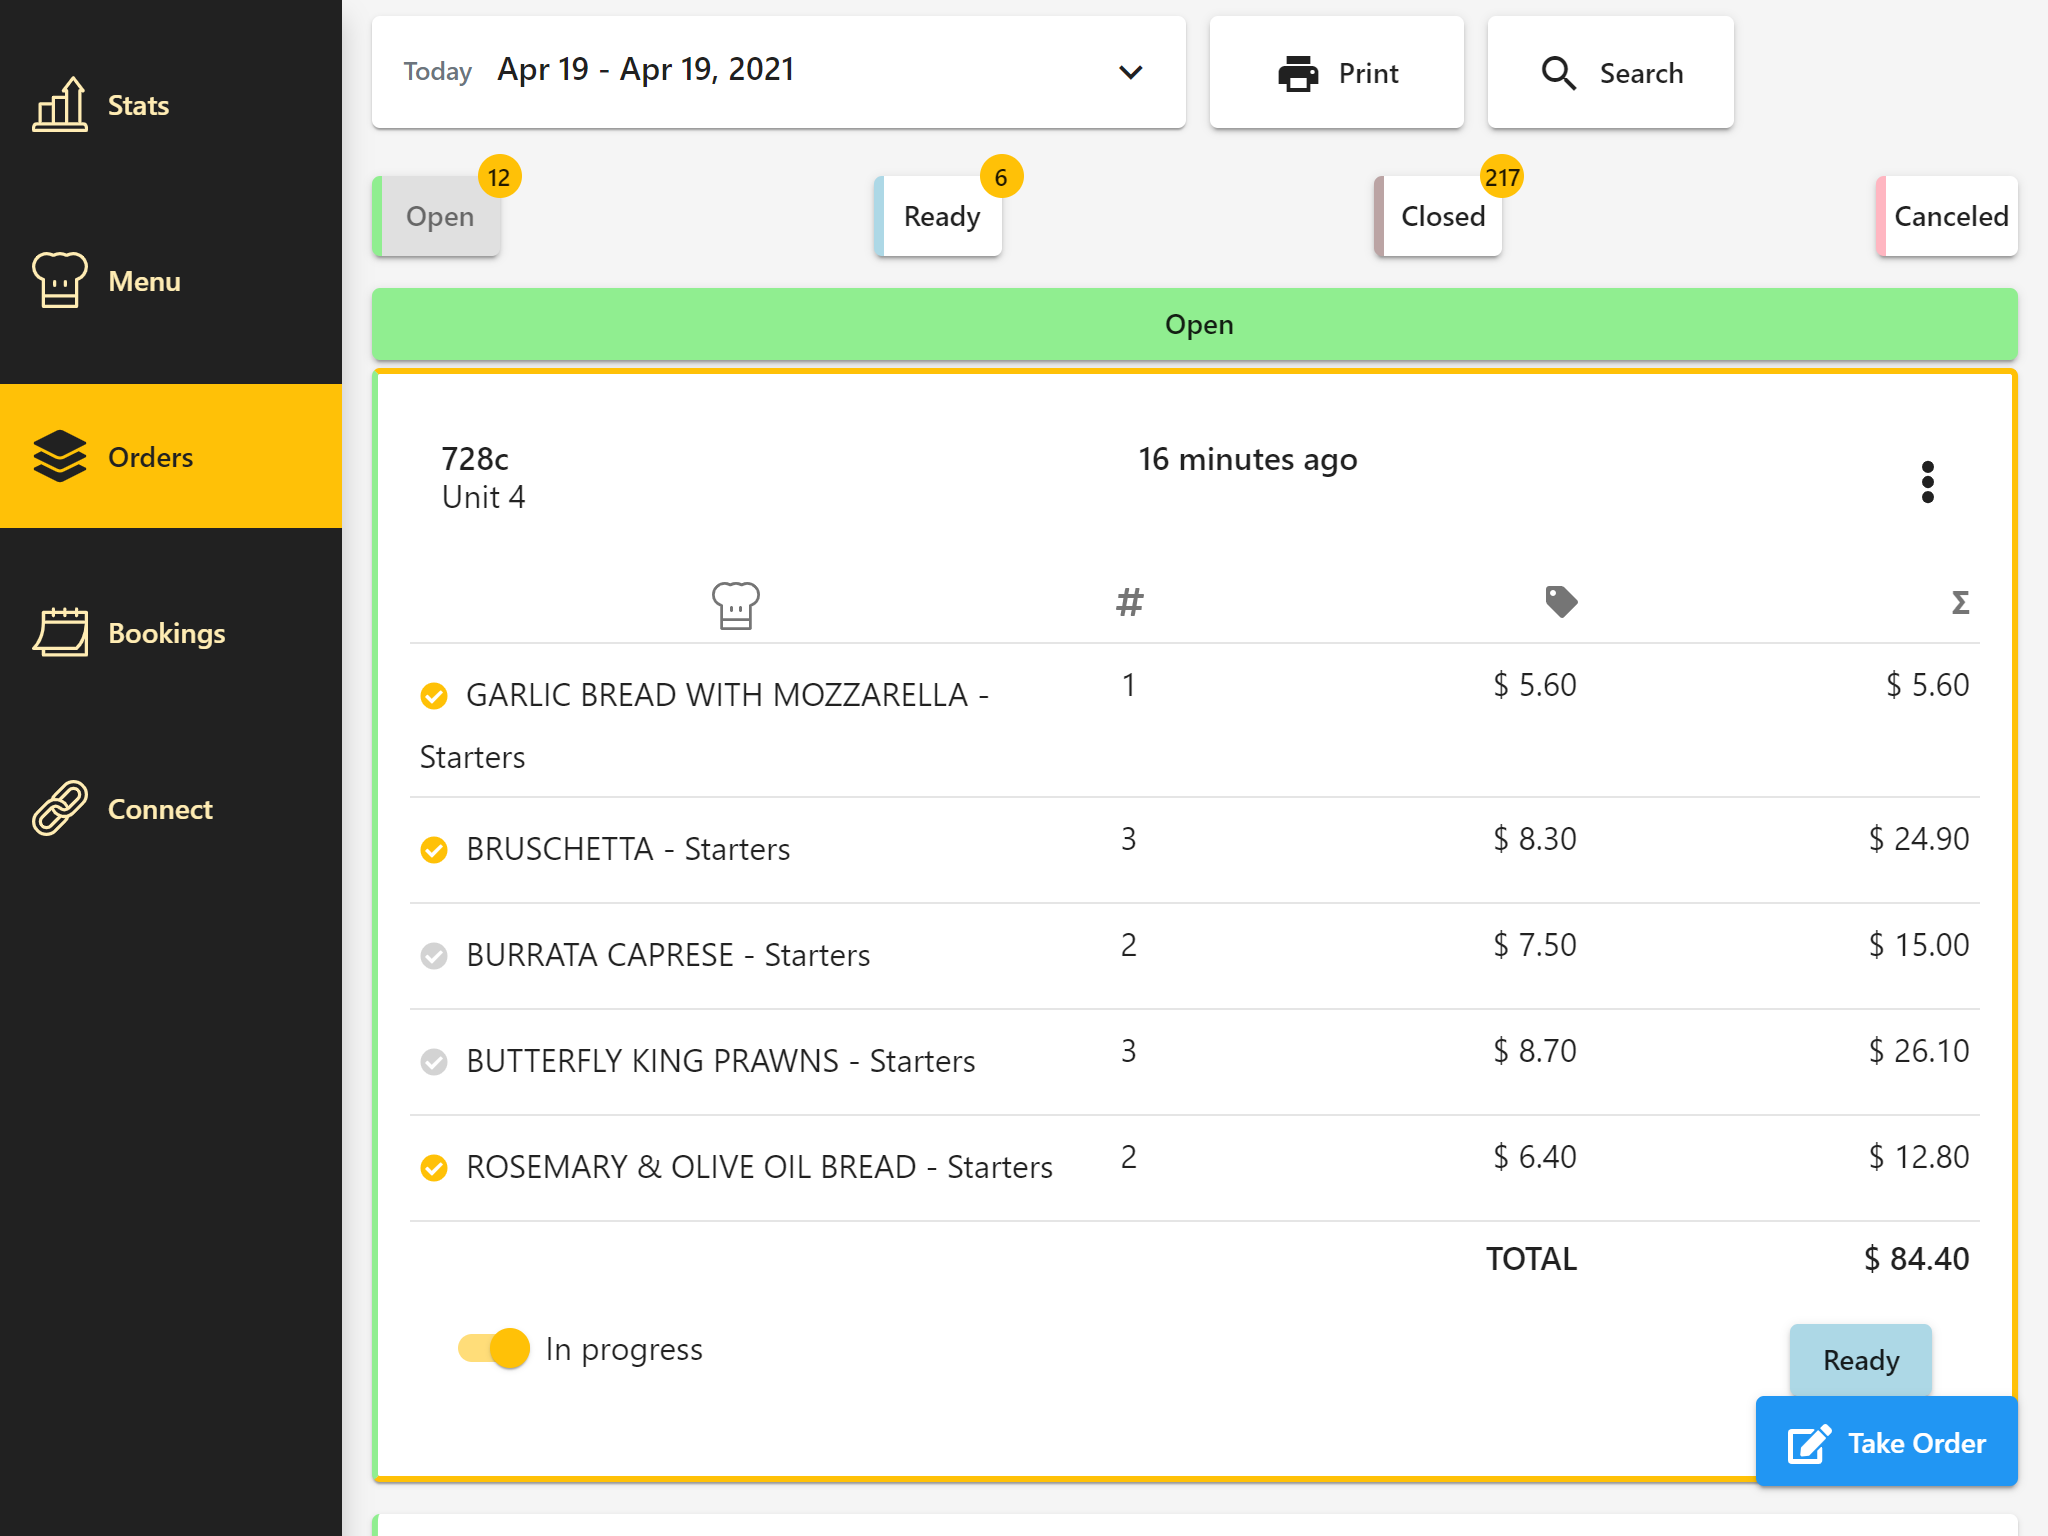 Stats
Menu
Orders
Bookings
Connect
Today Apr 19 - Apr 19, 2021
Print
Search
Open 12
Ready 6
Closed 217
Canceled
Open
728c
Unit 4
16 minutes ago
# Σ
GARLIC BREAD WITH MOZZARELLA - 1 $ 5.60 $ 5.60
Starters
BRUSCHETTA - Starters 3 $ 8.30 $ 24.90
BURRATA CAPRESE - Starters 2 $ 7.50 $ 15.00
BUTTERFLY KING PRAWNS - Starters 3 $ 8.70 $ 26.10
ROSEMARY & OLIVE OIL BREAD - Starters 2 $ 6.40 $ 12.80
TOTAL $ 84.40
In progress
Ready
Take Order